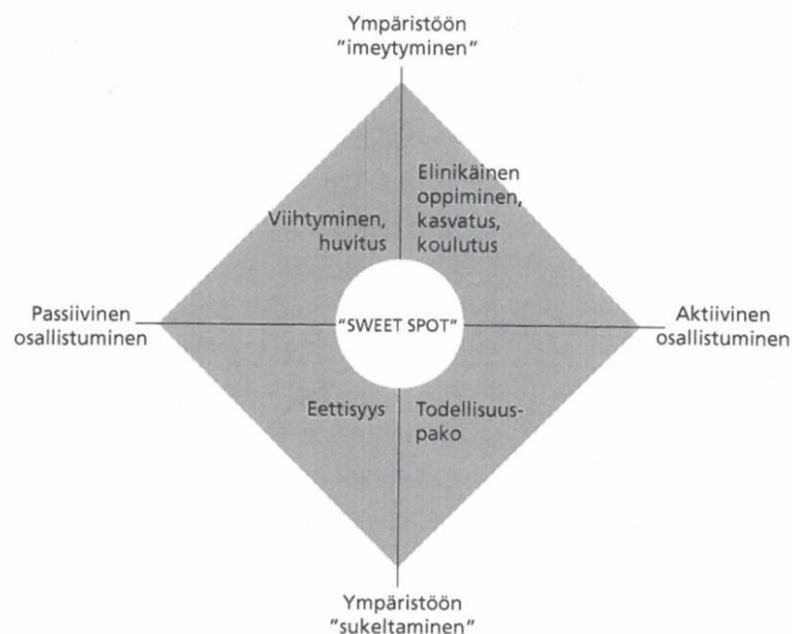 Ympäristöön
"imeytyminen"
Elinikäinen
oppiminen,
kasvatus,
koulutus
Viihtyminen,
huvitus
Passiivinen
osallistuminen
"SWEET SPOT"
Aktiivinen
osallistuminen
Eettisyys
Todellisuus-
pako
Ympäristöön
"sukeltaminen"